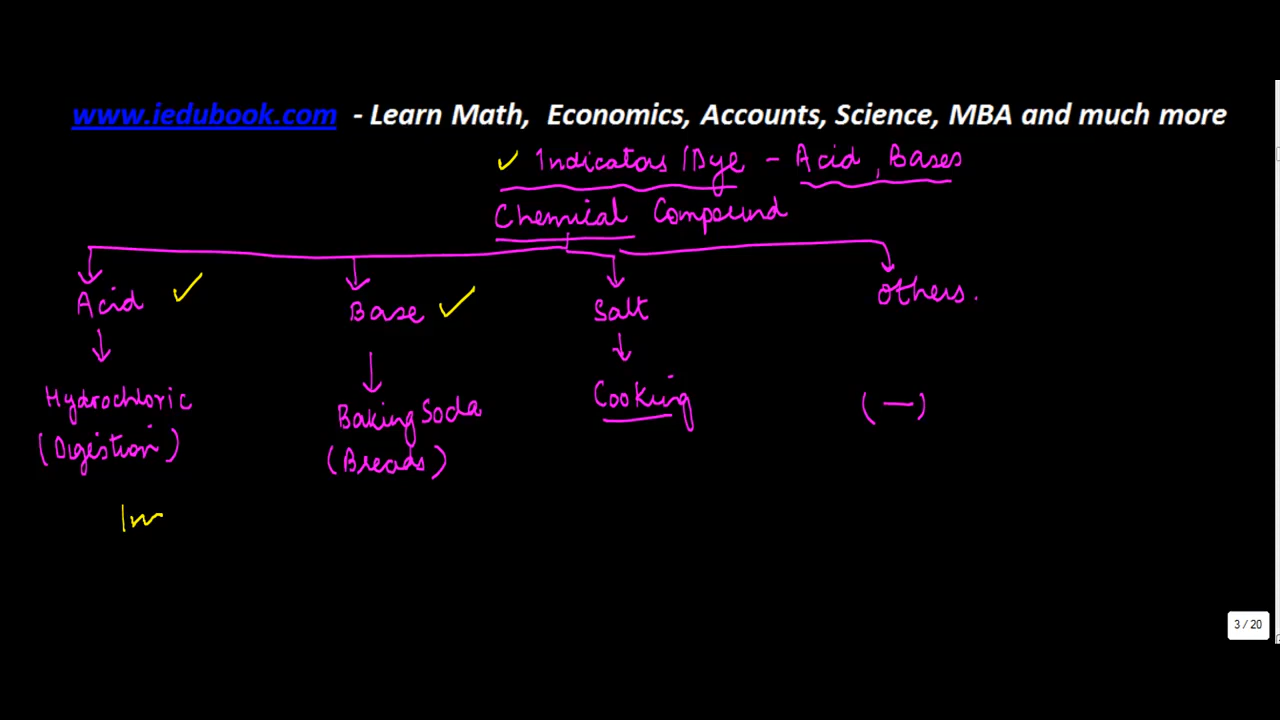 www.iedubook.com - Learn Math, Economics, Accounts, Science, MBA and much more
Indicators / Dye - Acid, Bases
Chemical Compound
Acid Base Salt Others.
Hydrochloric Baking Soda Cooking (—)
(Digestion) (Breads)
3 / 20